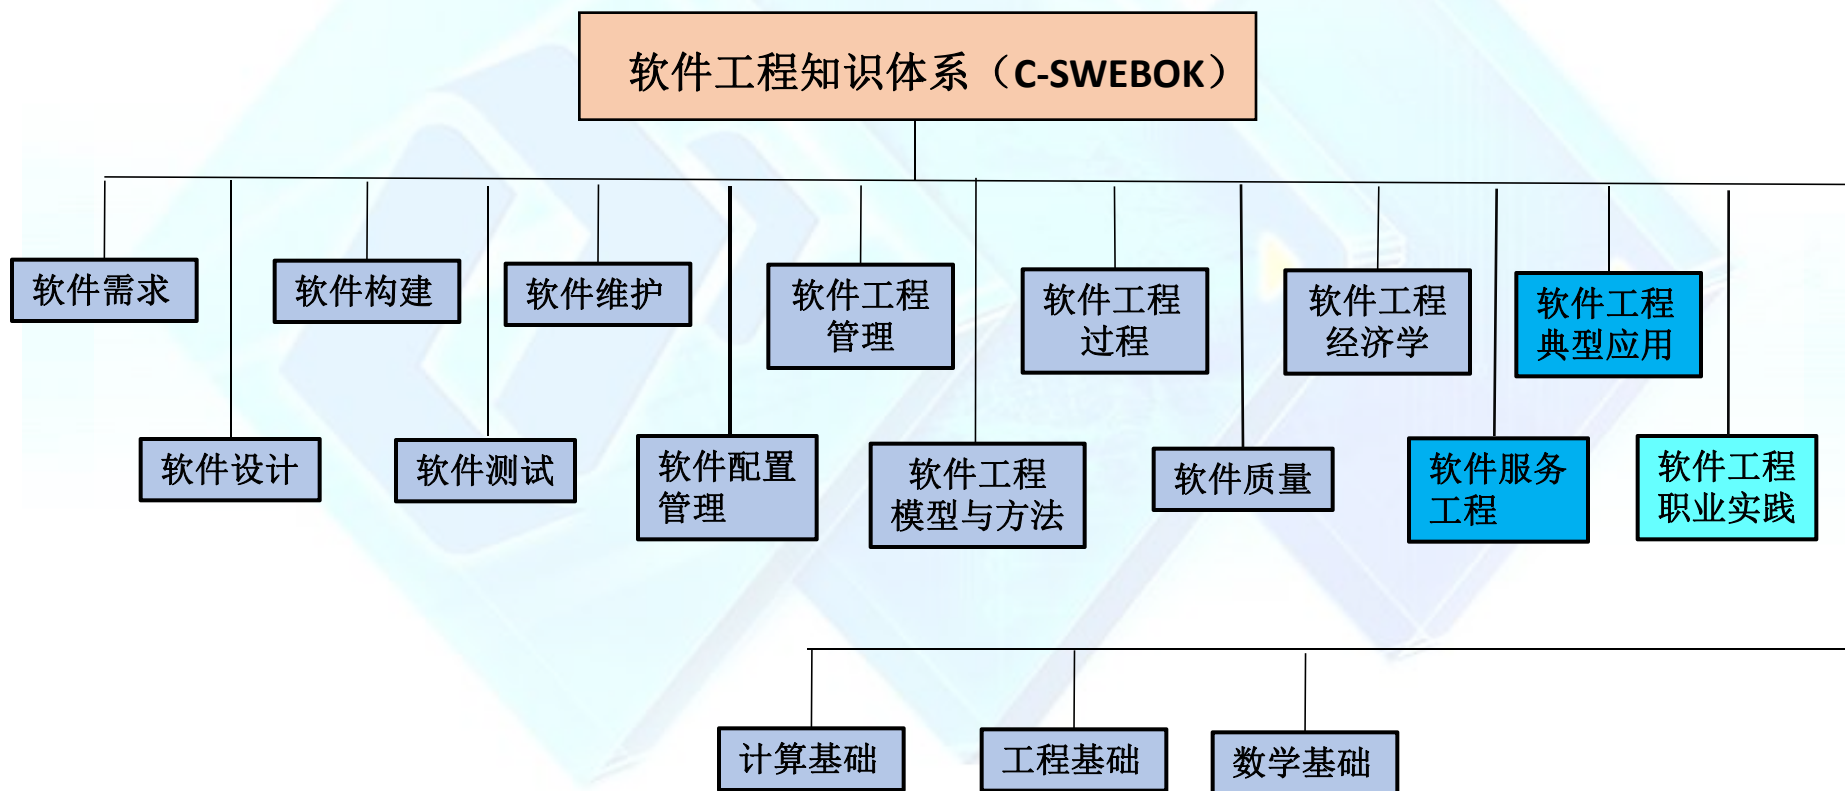 软件工程知识体系（C-SWEBOK）
软件需求
软件构建
软件维护
软件工程
管理
软件工程
过程
软件工程
经济学
软件工程
典型应用
软件设计
软件测试
软件配置
管理
软件工程
模型与方法
软件质量
软件服务
工程
软件工程
职业实践
计算基础
工程基础
数学基础